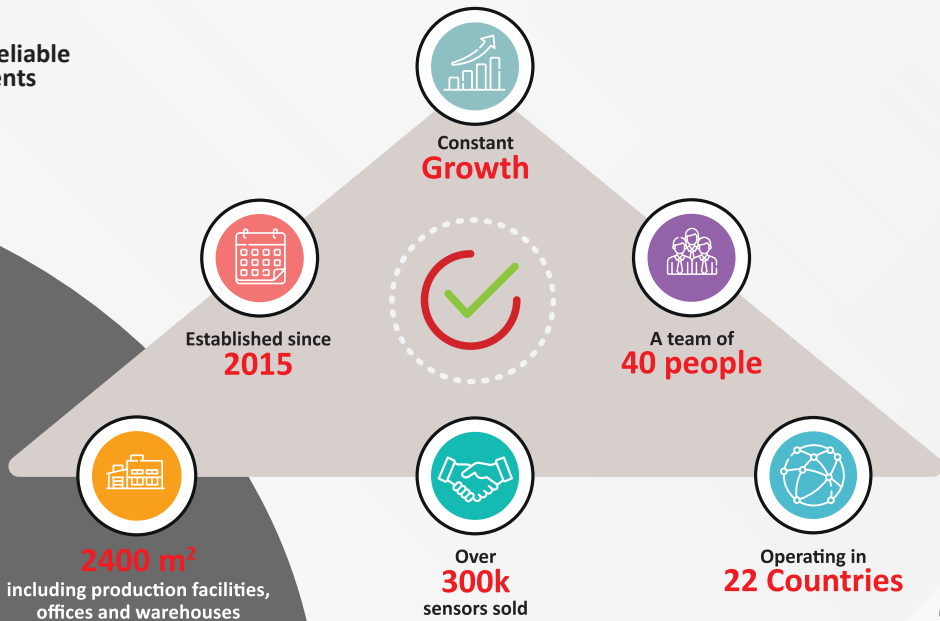 eliable
ents
Constant
Growth
Established since
2015
A team of
40 people
2400 m²
including production facilities,
offices and warehouses
Over
300k
sensors sold
Operating in
22 Countries